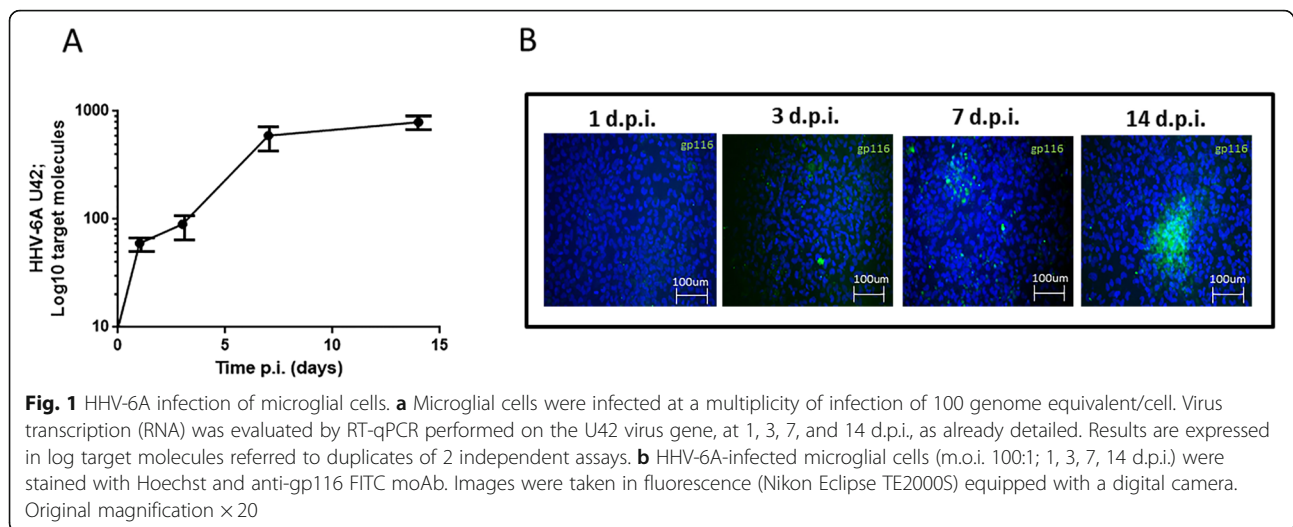 A
B
1000
100
10
HHV-6A U42;
Log10 target molecules
0
5
10
15
Time p.i. (days)
1 d.p.i.
3 d.p.i.
7 d.p.i.
14 d.p.i.
gp116
gp116
gp116
gp116
100um
100um
100um
100um
Fig. 1 HHV-6A infection of microglial cells. a Microglial cells were infected at a multiplicity of infection of 100 genome equivalent/cell. Virus
transcription (RNA) was evaluated by RT-qPCR performed on the U42 virus gene, at 1, 3, 7, and 14 d.p.i., as already detailed. Results are expressed
in log target molecules referred to duplicates of 2 independent assays. b HHV-6A-infected microglial cells (m.o.i. 100:1; 1, 3, 7, 14 d.p.i.) were
stained with Hoechst and anti-gp116 FITC moAb. Images were taken in fluorescence (Nikon Eclipse TE2000S) equipped with a digital camera.
Original magnification × 20